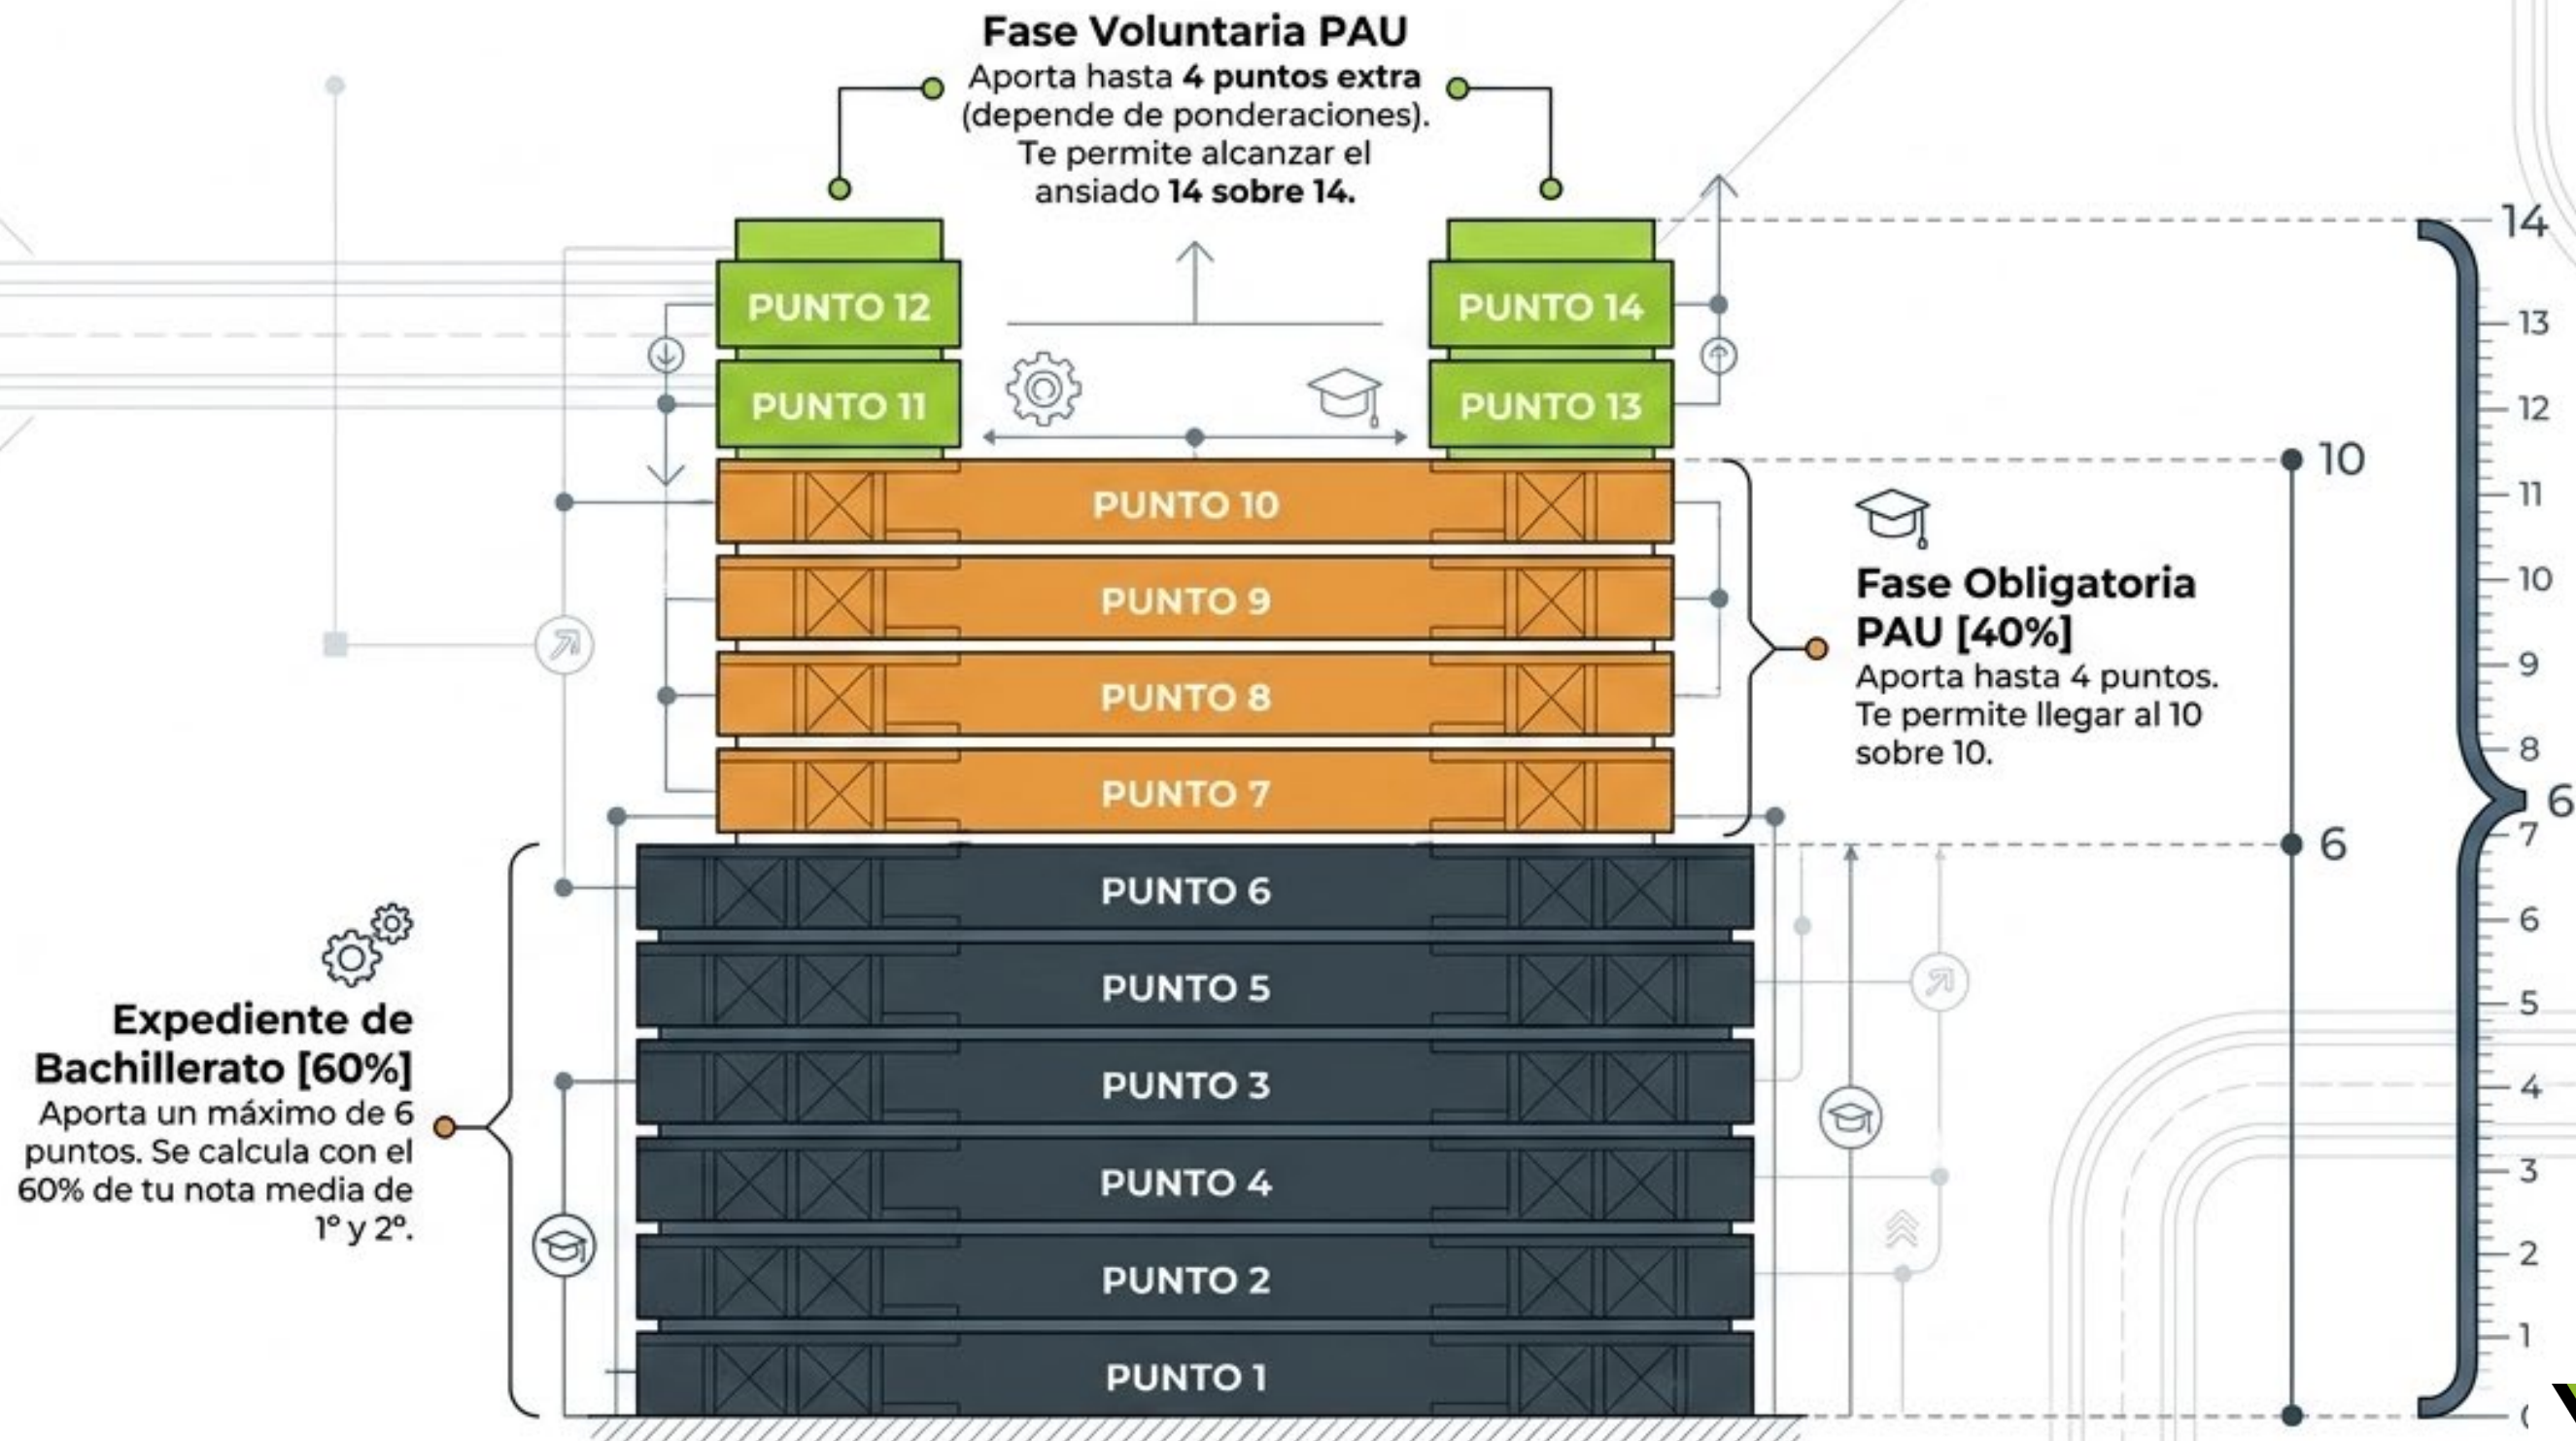 Fase Voluntaria PAU
Aporta hasta 4 puntos extra
(depende de ponderaciones).
Te permite alcanzar el
ansiado 14 sobre 14.
PUNTO 12
PUNTO 11
PUNTO 14
PUNTO 13
PUNTO 10
PUNTO 9
PUNTO 8
PUNTO 7
PUNTO 6
PUNTO 5
PUNTO 3
PUNTO 4
PUNTO 2
PUNTO 1
Expediente de
Bachillerato [60%]
Aporta un máximo de 6
puntos. Se calcula con el
60% de tu nota media de
1º y 2º.
Fase Obligatoria
PAU [40%]
Aporta hasta 4 puntos.
Te permite llegar al 10
sobre 10.
10
6
14
13
12
11
10
9
8
6
7
6
5
4
3
2
1